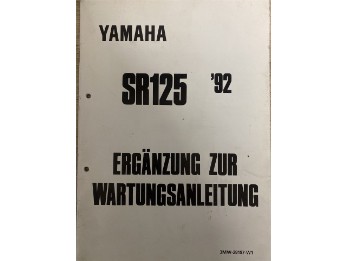 YAMAHA
SR125 '92
ERGÄNZUNG ZUR
WARTUNGSANLEITUNG